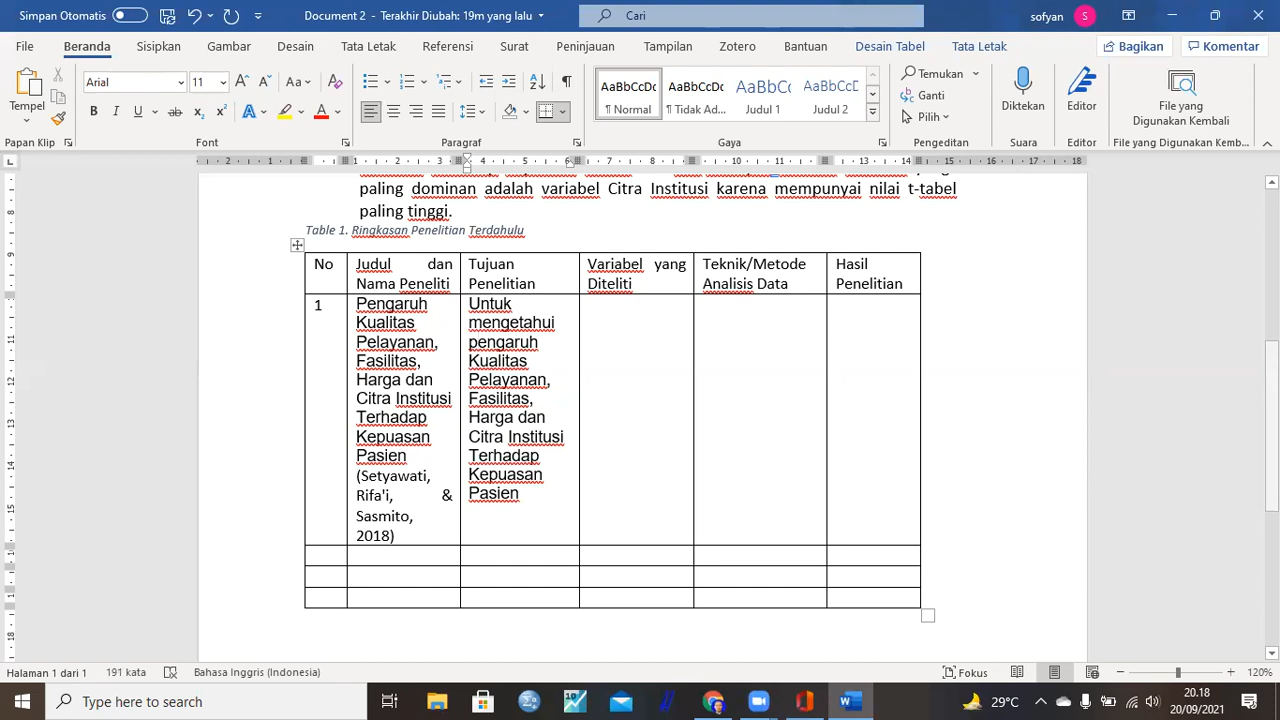 Simpan Otomatis
Document 2 - Terakhir Diubah: 19m yang lalu
Cari
sofyan
S
File
Beranda
Sisipkan
Gambar
Desain
Tata Letak
Referensi
Surat
Peninjauan
Tampilan
Zotero
Bantuan
Desain Tabel
Tata Letak
Bagikan
Komentar
Tempel
Arial
11
Papan Klip
Font
Paragraf
AaBbCcDc
¶ Normal
AaBbCcDc
¶ Tidak Ad...
AaBbCc
Judul 1
AaBbCcD
Judul 2
Gaya
Temukan
Ganti
Pilih
Pengeditan
Diktekan
Suara
Editor
Editor
File yang
Digunakan Kembali
File yang Digunakan Kemb...
paling dominan adalah variabel Citra Institusi karena mempunyai nilai t-tabel
paling tinggi.
Table 1. Ringkasan Penelitian Terdahulu
No
Judul dan
Nama Peneliti
Tujuan
Penelitian
Variabel yang
Diteliti
Teknik/Metode
Analisis Data
Hasil
Penelitian
1
Pengaruh
Kualitas
Pelayanan,
Fasilitas,
Harga dan
Citra Institusi
Terhadap
Kepuasan
Pasien
(Setyawati,
Rifa'i, &
Sasmito,
2018)
Untuk
mengetahui
pengaruh
Kualitas
Pelayanan,
Fasilitas,
Harga dan
Citra Institusi
Terhadap
Kepuasan
Pasien
Halaman 1 dari 1
191 kata
Bahasa Inggris (Indonesia)
Fokus
120%
Type here to search
29°C
20.18
20/09/2021